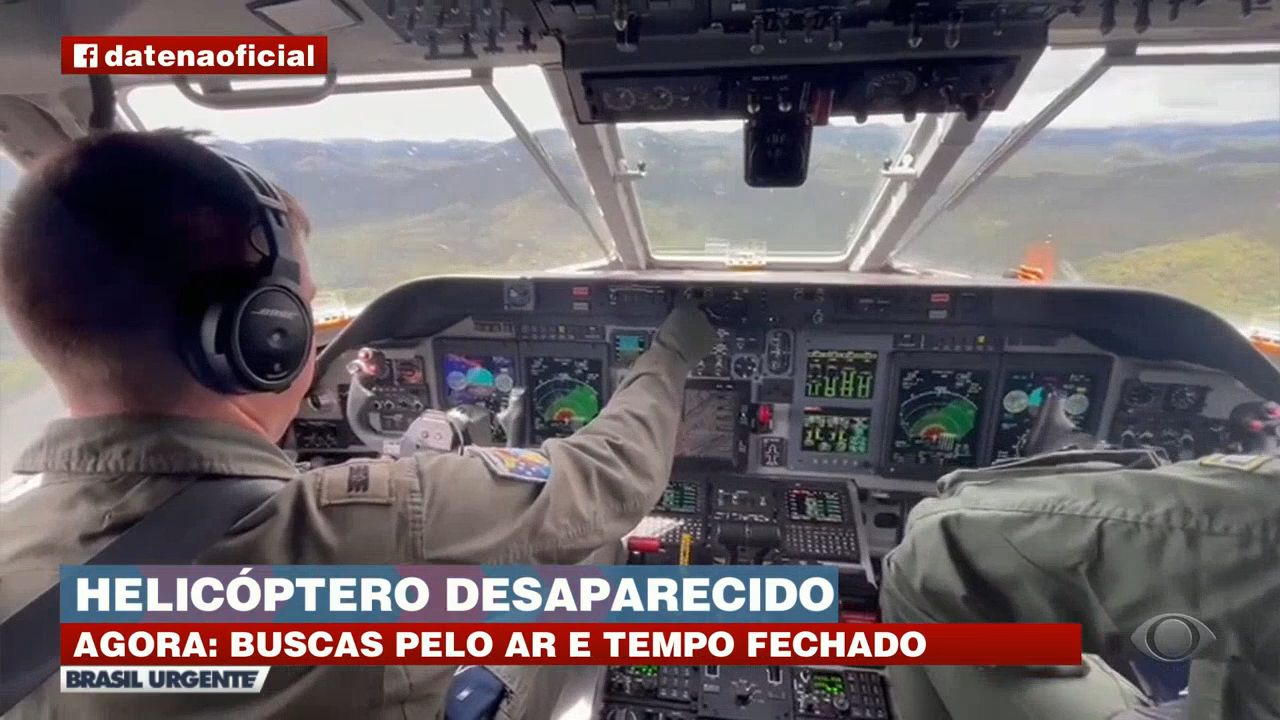 datenaoficial
BOSE
HELICÓPTERO DESAPARECIDO
AGORA: BUSCAS PELO AR E TEMPO FECHADO
BRASIL URGENTE